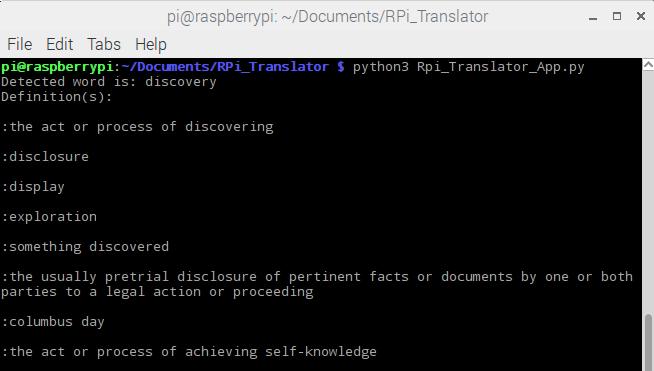 pi@raspberrypi: ~/Documents/RPi_Translator
File Edit Tabs Help
pi@raspberrypi:~/Documents/RPi_Translator $ python3 Rpi_Translator_App.py
Detected word is: discovery
Definition(s):
:the act or process of discovering
:disclosure
:display
:exploration
:something discovered
:the usually pretrial disclosure of pertinent facts or documents by one or both
parties to a legal action or proceeding
:columbus day
:the act or process of achieving self-knowledge